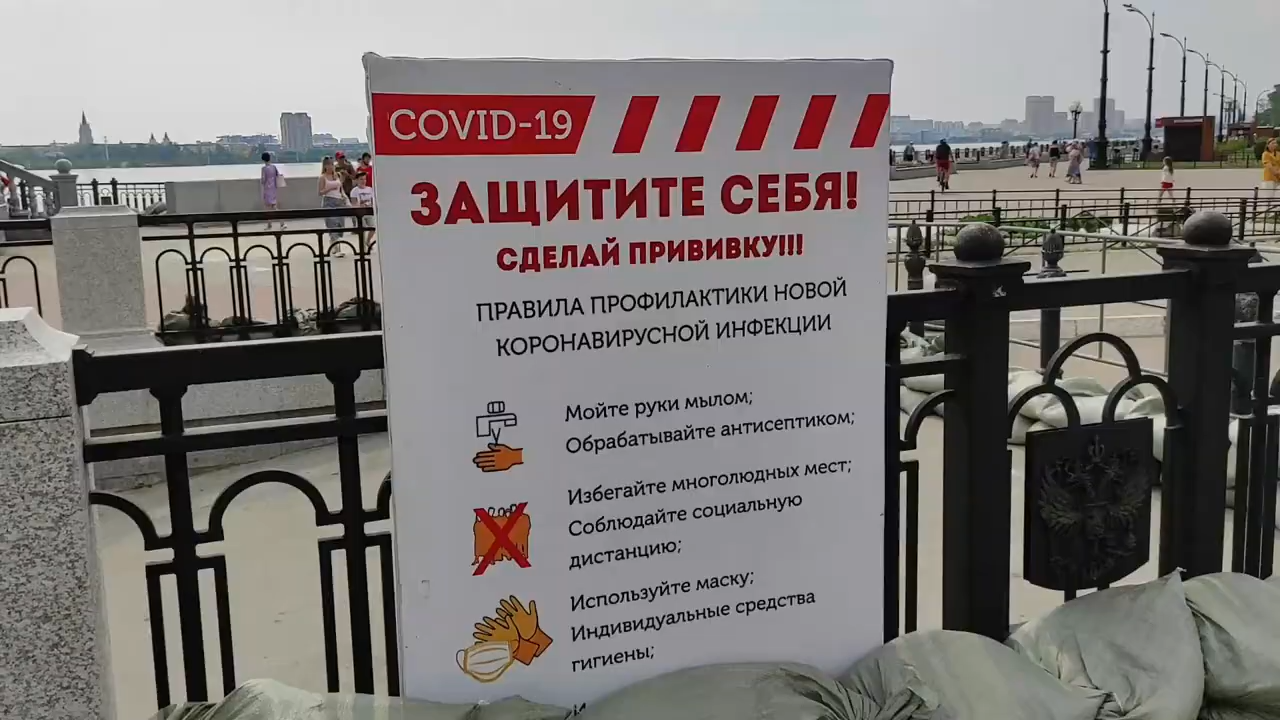 COVID-19
ЗАЩИТИТЕ СЕБЯ!
СДЕЛАЙ ПРИВИВКУ!!!
ПРАВИЛА ПРОФИЛАКТИКИ НОВОЙ
КОРОНАВИРУСНОЙ ИНФЕКЦИИ
Мойте руки мылом;
Обрабатывайте антисептиком;
Избегайте многолюдных мест;
Соблюдайте социальную
дистанцию;
Используйте маску;
Индивидуальные средства
гигиены;